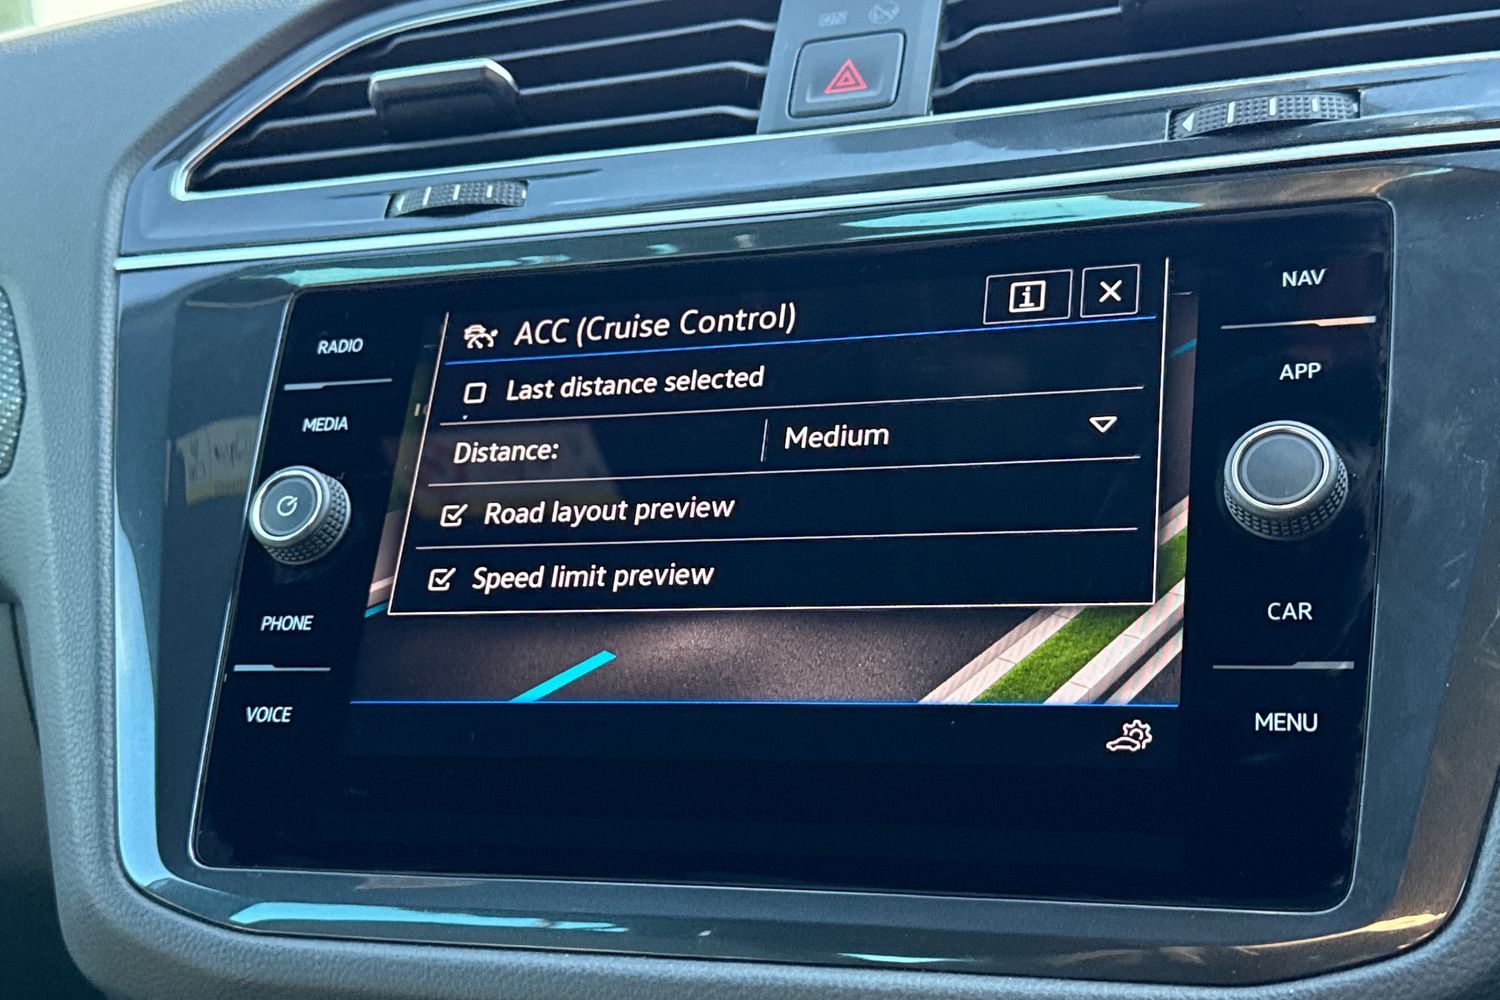 RADIO
MEDIA
PHONE
VOICE
ACC (Cruise Control)
Last distance selected
Distance: Medium
Road layout preview
Speed limit preview
NAV
APP
CAR
MENU